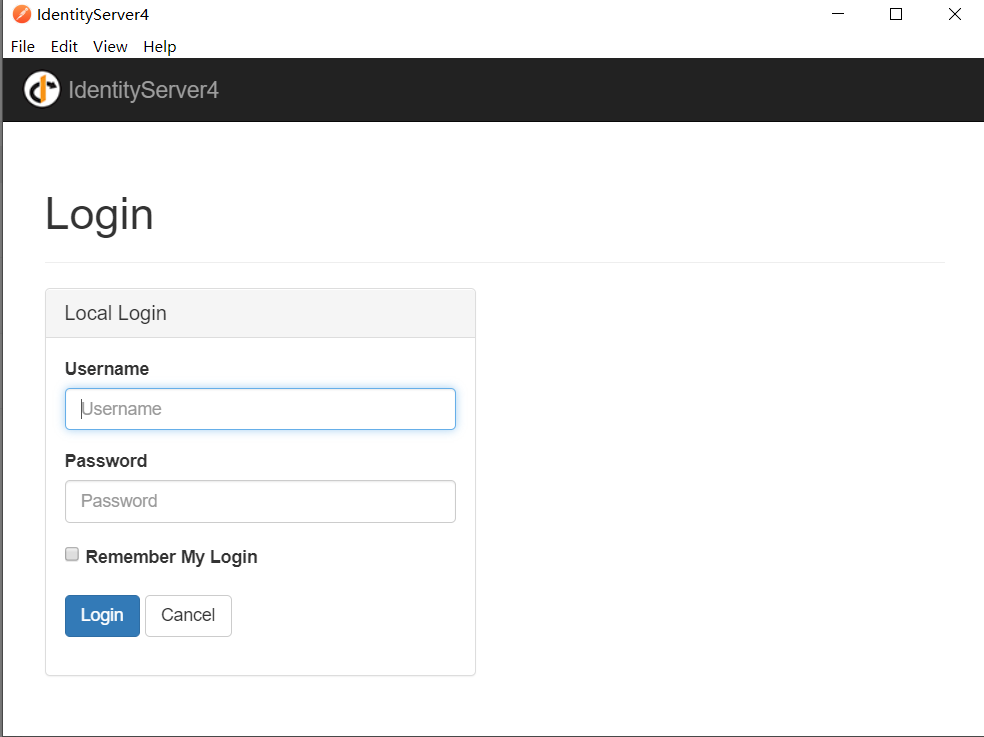 IdentityServer4
File Edit View Help
IdentityServer4
Login
Local Login
Username
Username
Password
Password
Remember My Login
Login Cancel